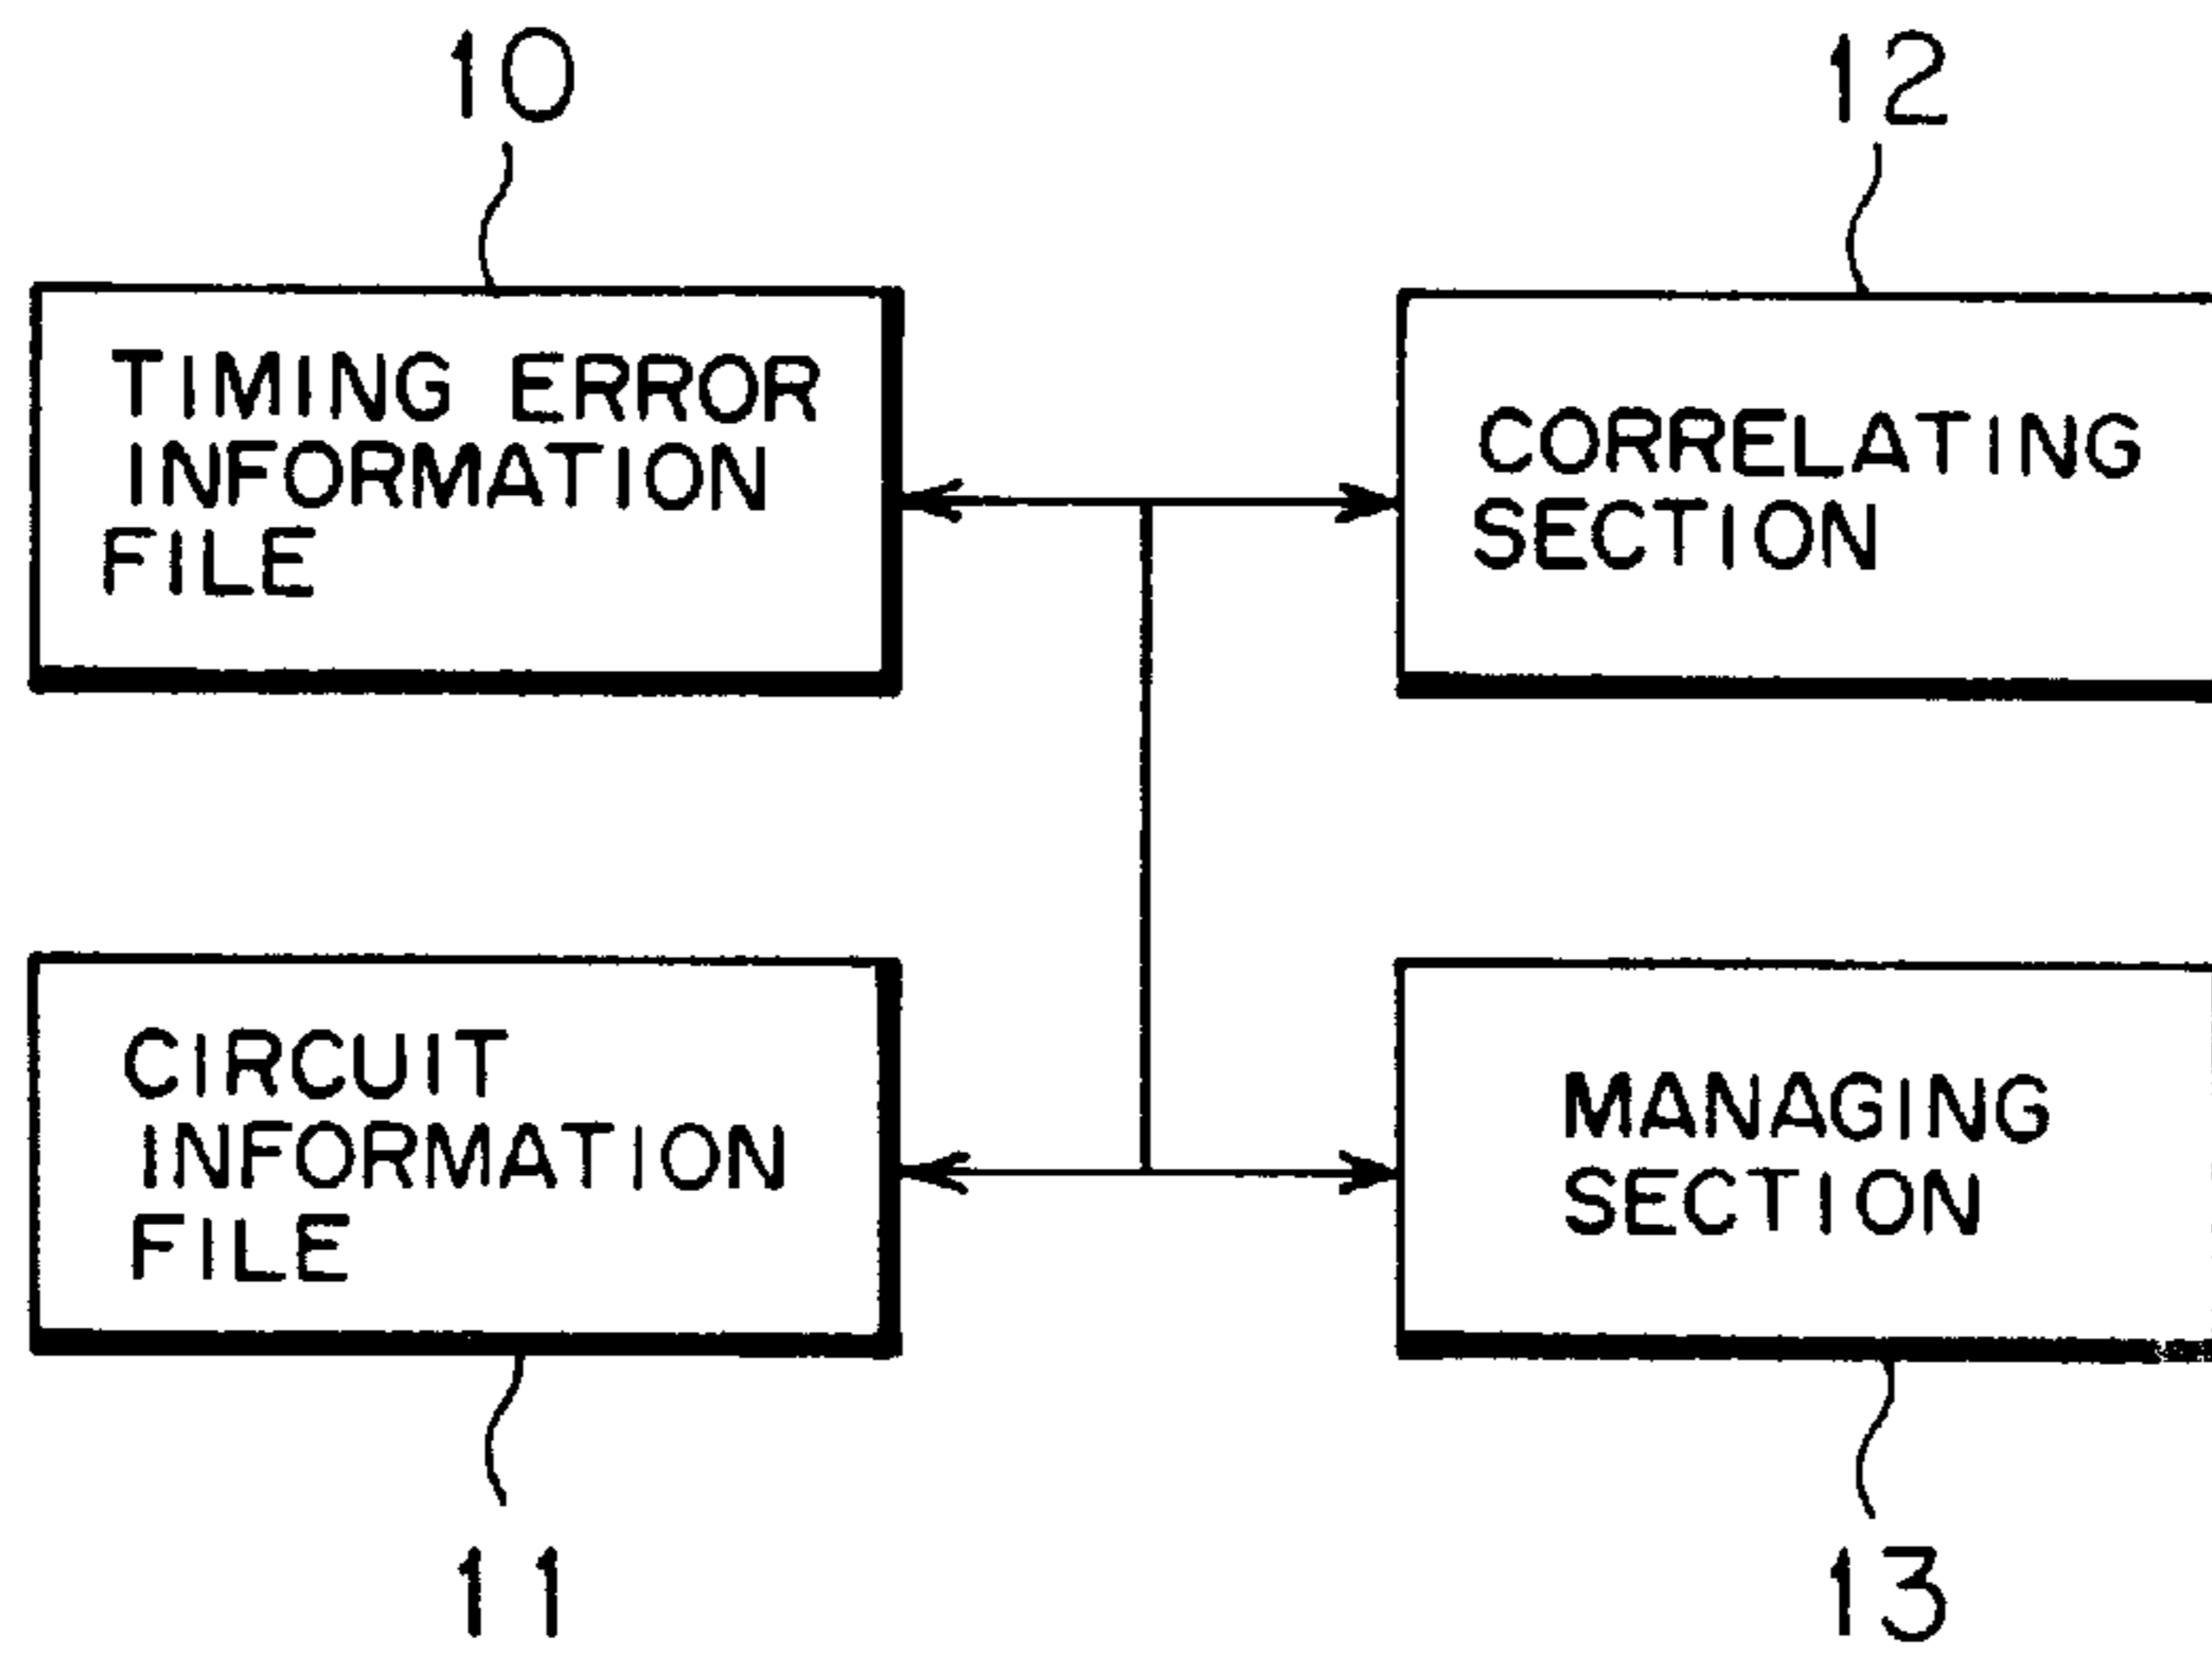 10
12
TIMING ERROR
INFORMATION
FILE
CORRELATING
SECTION
CIRCUIT
INFORMATION
FILE
MANAGING
SECTION
11
13